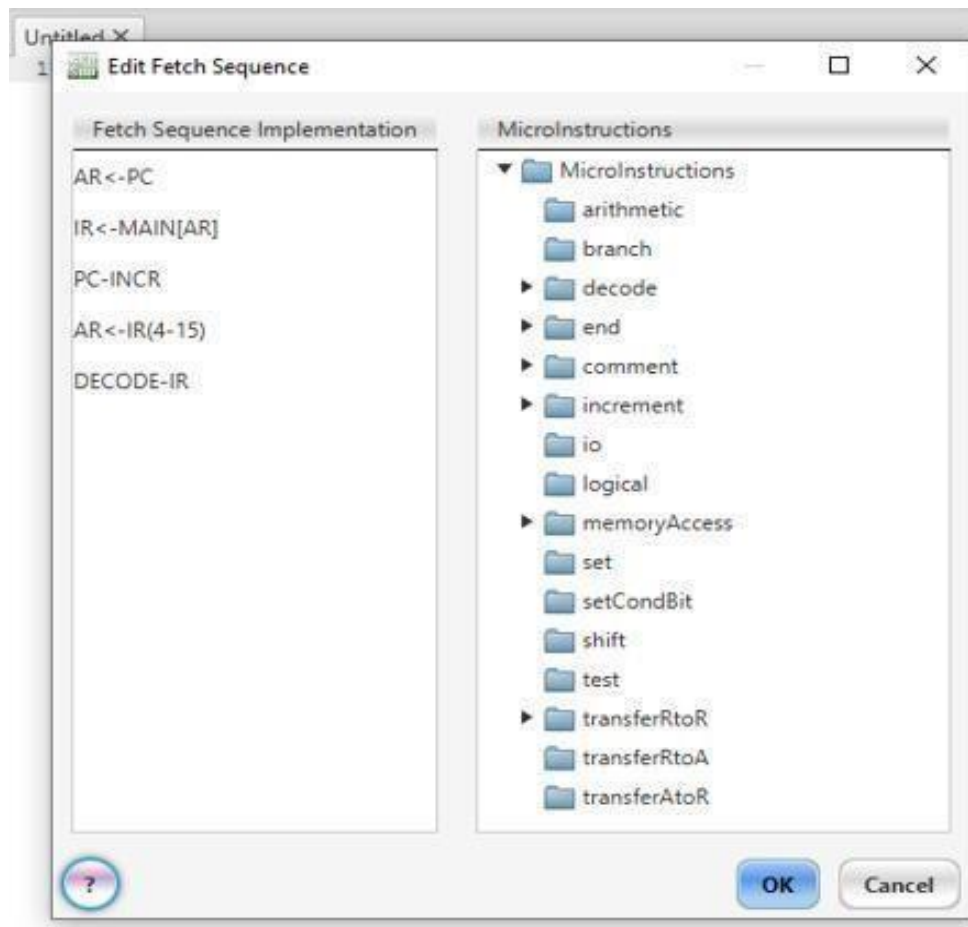 Untitled X
1
Edit Fetch Sequence
Fetch Sequence Implementation
AR<-PC
IR<-MAIN[AR]
PC-INCR
AR<-IR(4-15)
DECODE-IR
MicroInstructions
MicroInstructions
arithmetic
branch
decode
end
comment
increment
io
logical
memoryAccess
set
setCondBit
shift
test
transferRtoR
transferRtoA
transferAtoR
?
OK
Cancel